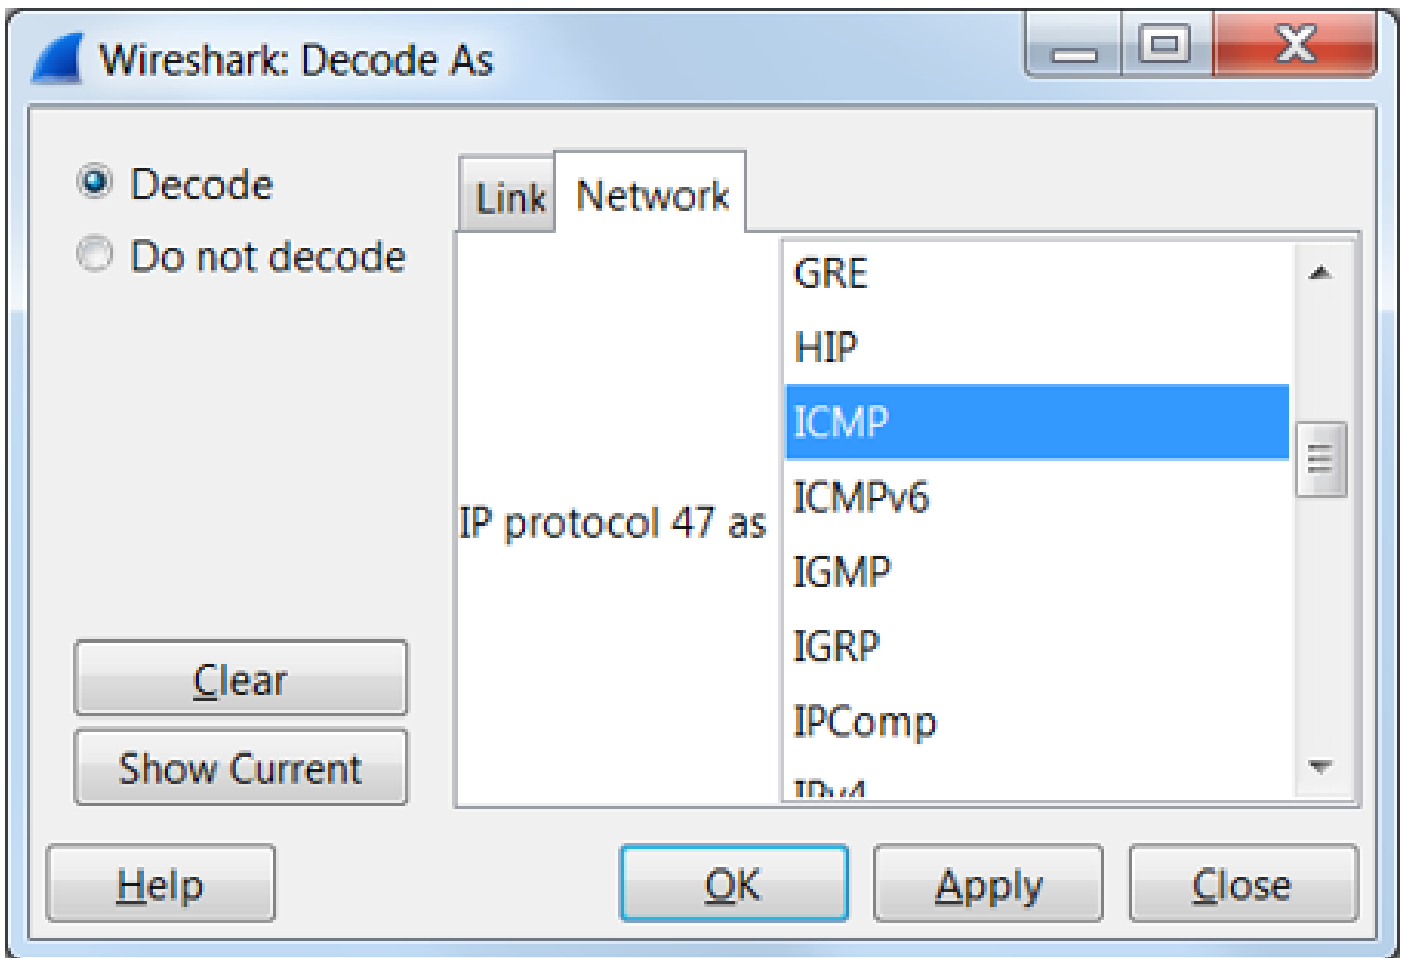 Wireshark: Decode As
Decode
Do not decode
Clear
Show Current
Link Network
IP protocol 47 as
GRE
HIP
ICMP
ICMPv6
IGMP
IGRP
IPComp
IPv4
Help
OK
Apply
Close